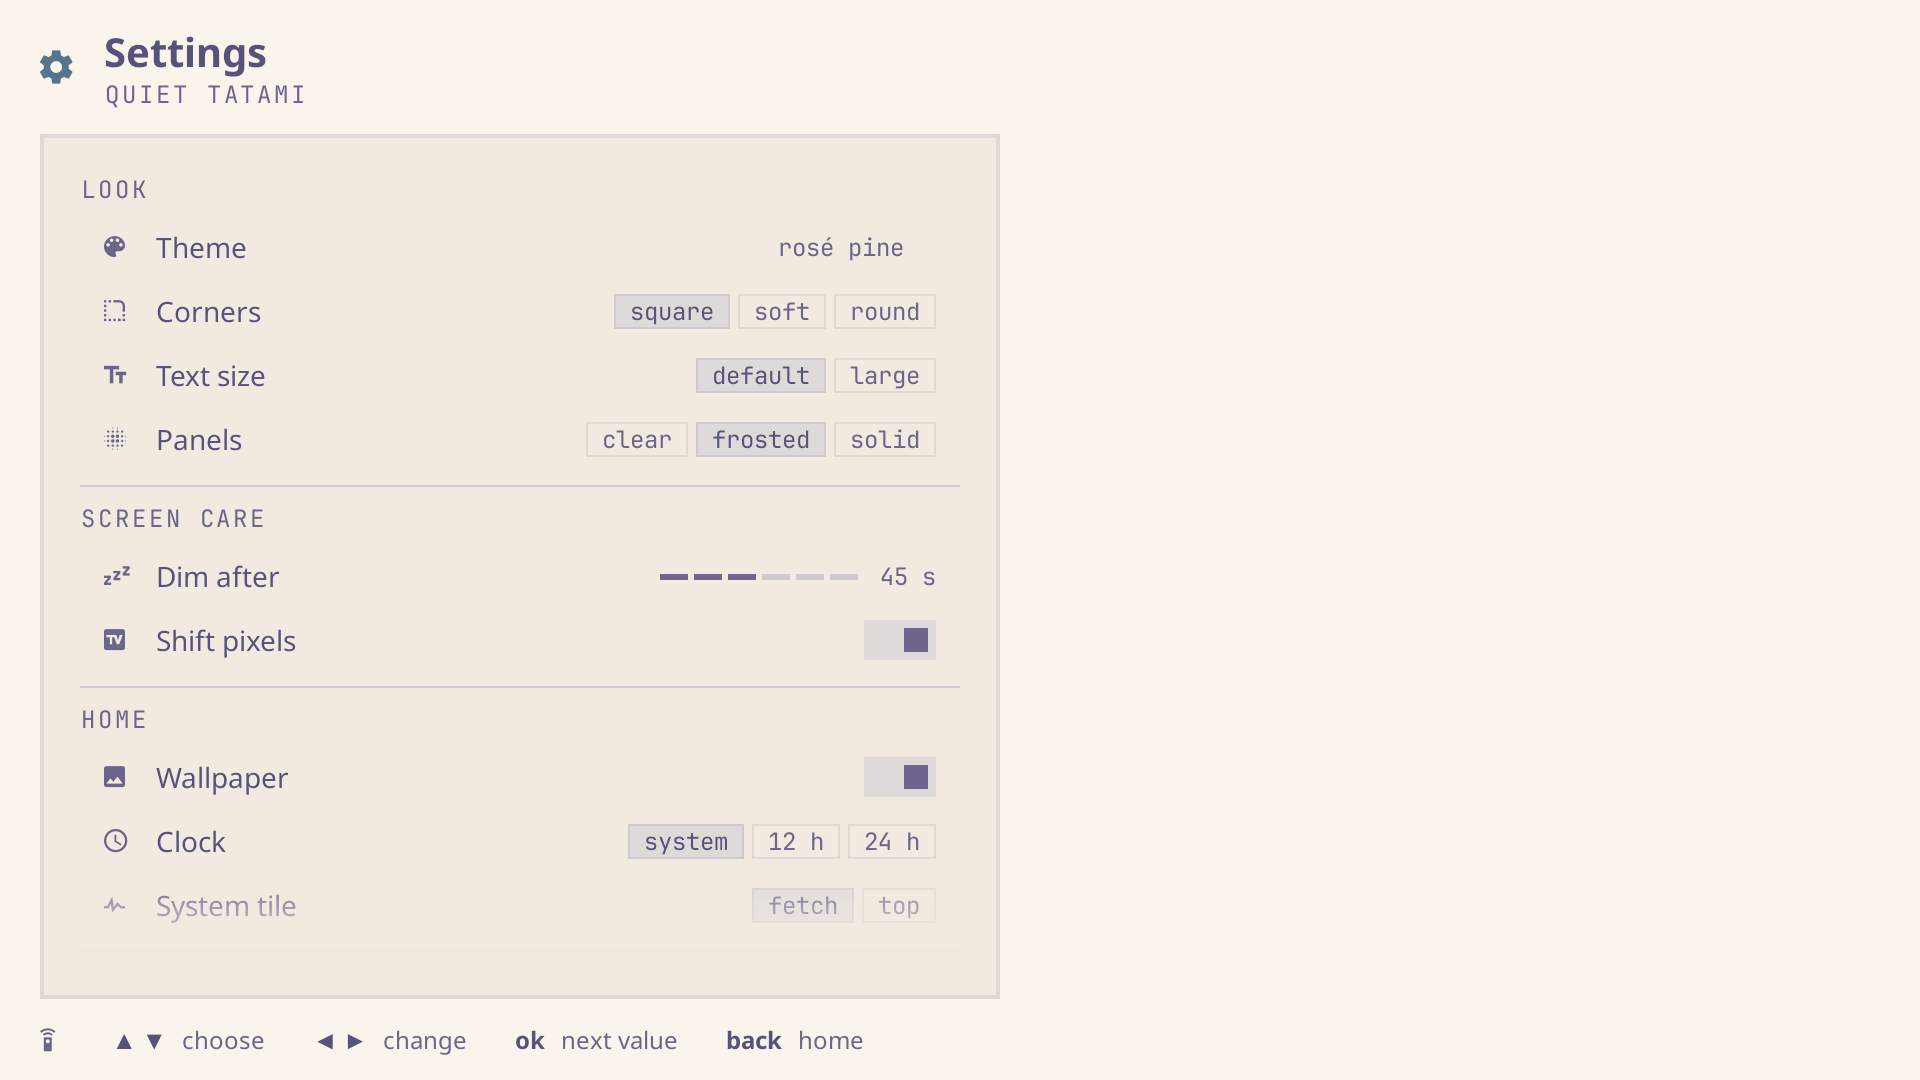 Settings
QUIET TATAMI
LOOK
Theme rosé pine
Corners square soft round
Text size default large
Panels clear frosted solid
SCREEN CARE
Dim after 45 s
Shift pixels
HOME
Wallpaper
Clock system 12 h 24 h
System tile fetch top
▲ ▼ choose ◀ ▶ change ok next value back home